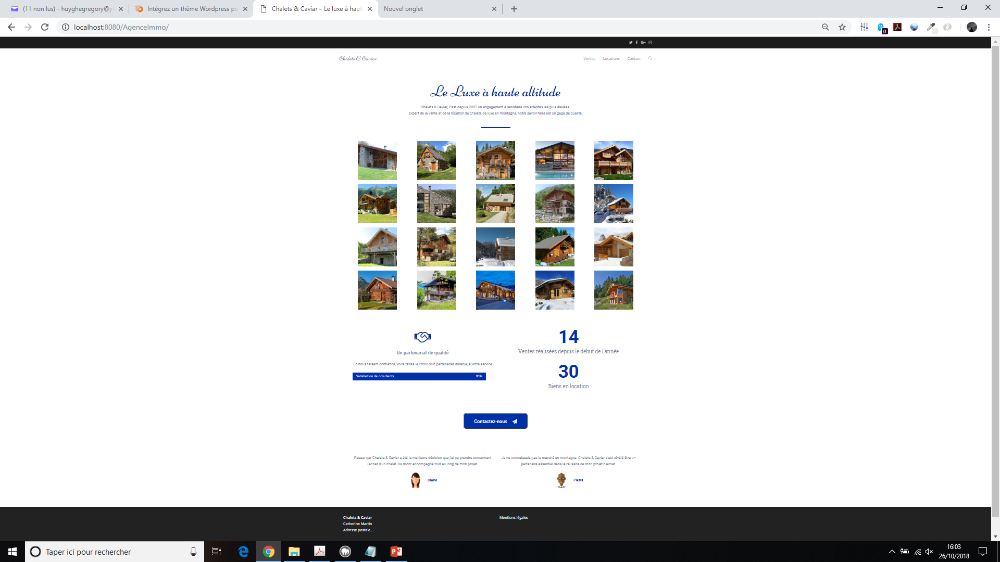 (11 non lus) - huyghegregory@y
Intégrez un thème Wordpress po
Chalets & Caviar – Le luxe à haut
Nouvel onglet
localhost:8080/AgenceImmo/
0
Chalets & Caviar
Ventes
Locations
Contact
Le Luxe à haute altitude
Chalets & Caviar, c'est depuis 2005 un engagement à satisfaire vos attentes les plus élevées.
Expert de la vente et de la location de chalets de luxe en montagne, notre savoir-faire est un gage de qualité.
Un partenariat de qualité
En nous faisant confiance, vous faites le choix d'un partenariat durable, à votre service
Satisfaction de nos clients 95%
14
Ventes réalisées depuis le début de l'année
30
Biens en location
Contactez-nous
Passer par Chalets & Caviar a été la meilleure décision que j'ai pu prendre concernant
l'achat d'un chalet. Ils m'ont accompagné tout au long de mon projet.
Claire
Je ne connaissais pas le marché en montagne. Chalets & Caviar s'est révélé être un
partenaire essentiel dans la réussite de mon projet d'achat.
Pierre
Chalets & Caviar
Catherine Martin
Adresse postale...
Mentions légales
Taper ici pour rechercher
16:03
26/10/2018